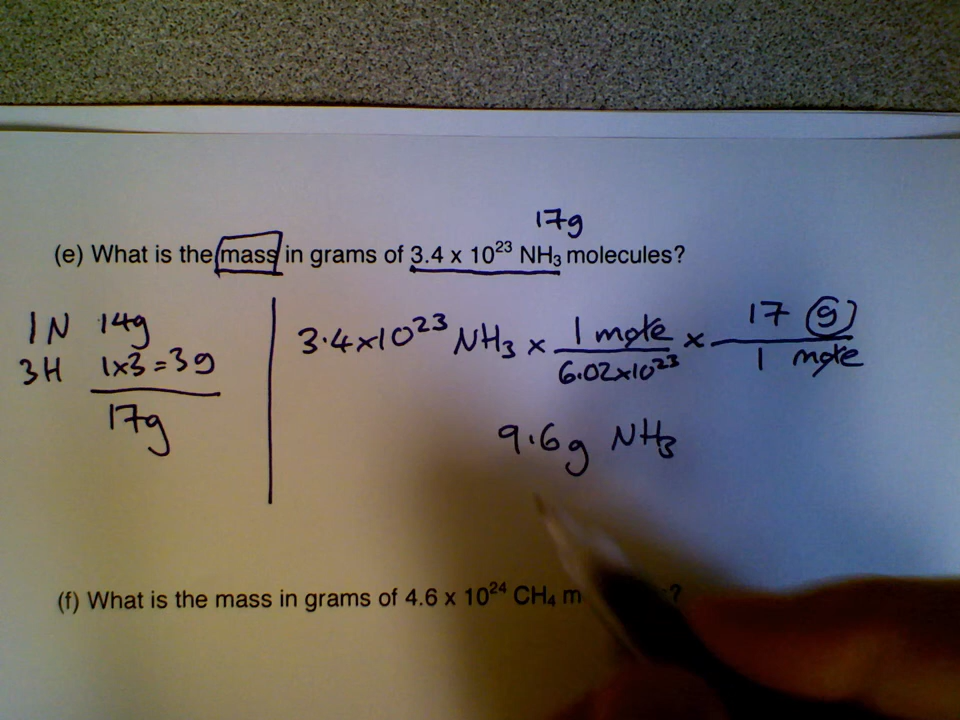 17g
(e) What is the mass in grams of 3.4 x 10²³ NH₃ molecules?
1N 14g
3H 1x3=3g
17g
3.4x10²³ NH₃ x 1 mole / 6.02x10²³ x 17 g / 1 mole
9.6g NH₃
(f) What is the mass in grams of 4.6 x 10²⁴ CH₄ m ?